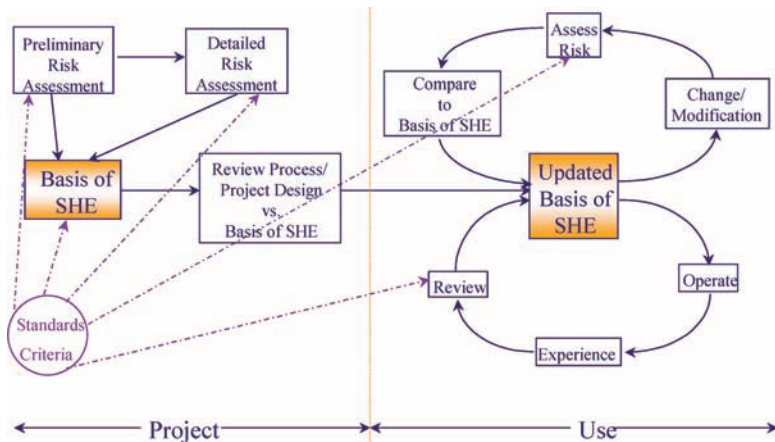 Preliminary
Risk
Assessment
Detailed
Risk
Assessment
Basis of
SHE
Review Process/
Project Design
vs.
Basis of SHE
Standards
Criteria
Project
Assess
Risk
Compare
to
Basis of SHE
Change/
Modification
Updated
Basis of
SHE
Review
Operate
Experience
Use